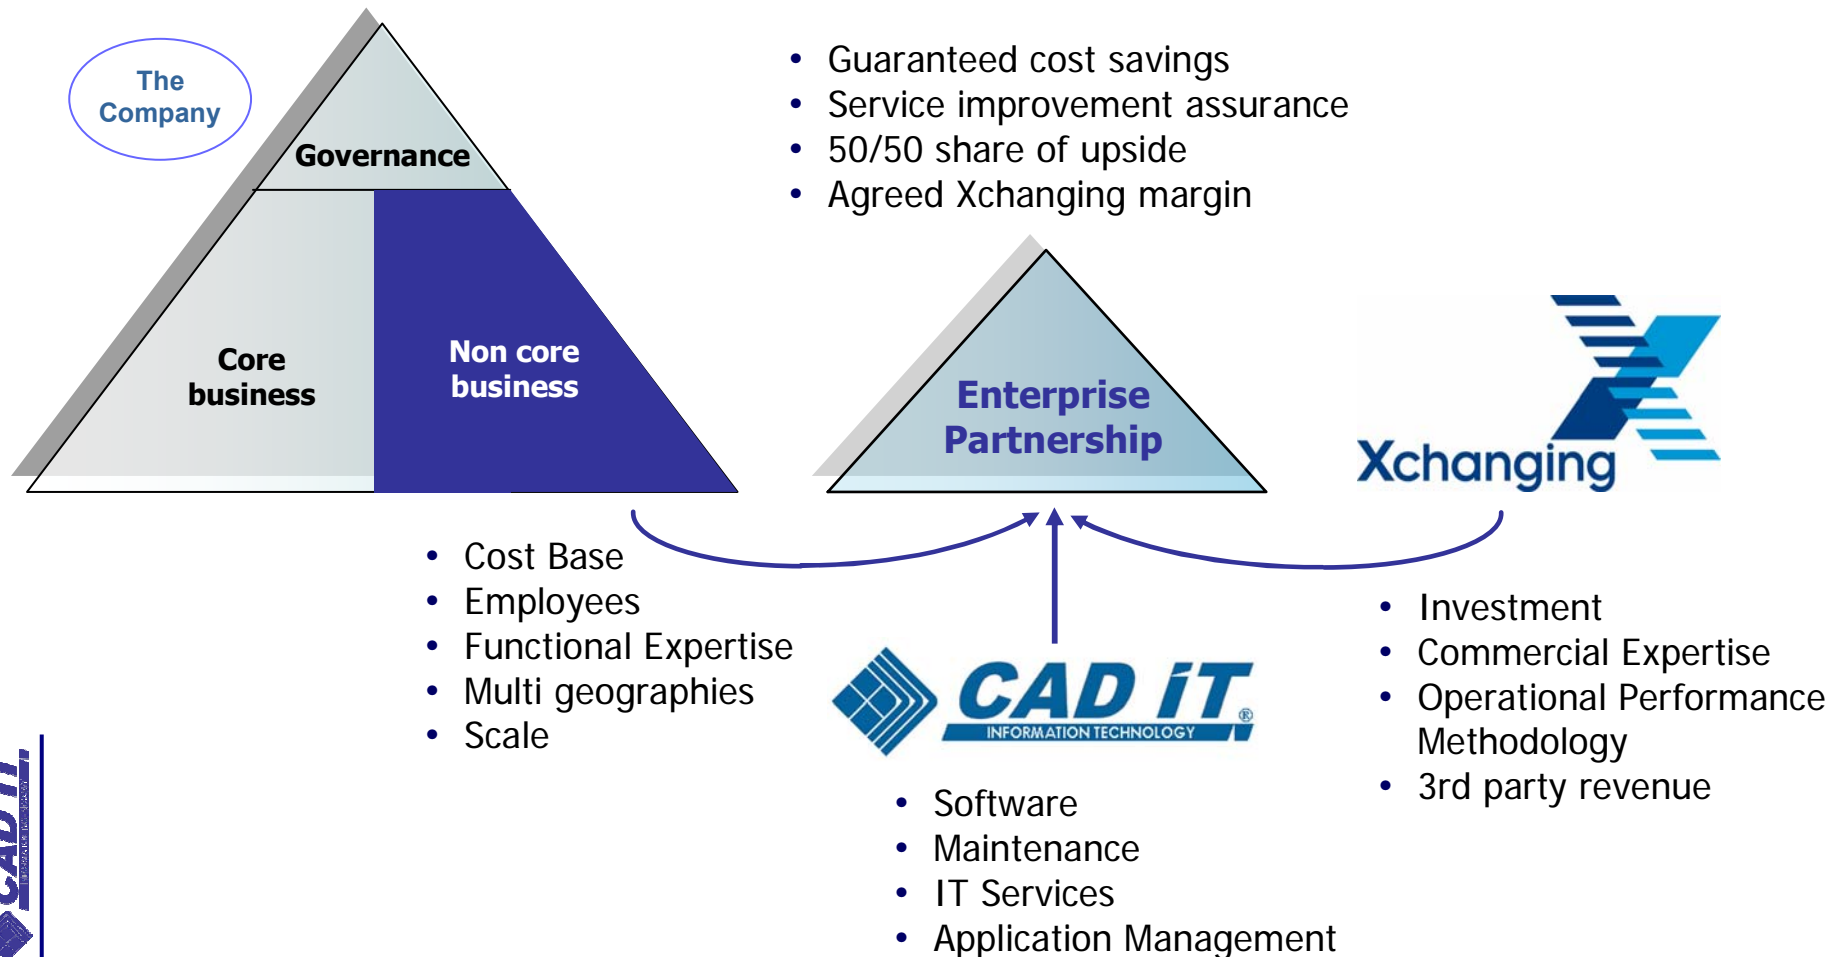 The
Company
Governance
Core
business
Non core
business
• Guaranteed cost savings
• Service improvement assurance
• 50/50 share of upside
• Agreed Xchanging margin
Enterprise
Partnership
Xchanging
• Cost Base
• Employees
• Functional Expertise
• Multi geographies
• Scale
CAD iT®
INFORMATION TECHNOLOGY
• Software
• Maintenance
• IT Services
• Application Management
• Investment
• Commercial Expertise
• Operational Performance
Methodology
• 3rd party revenue
CAD iT